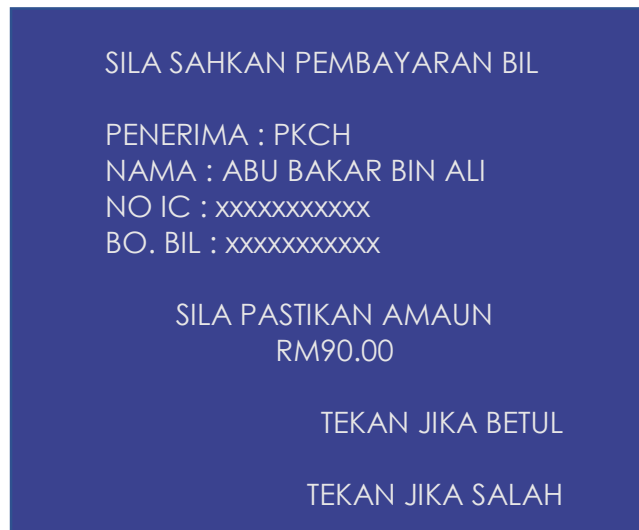 SILA SAHKAN PEMBAYARAN BIL
PENERIMA : PKCH
NAMA : ABU BAKAR BIN ALI
NO IC : xxxxxxxxxxx
BO. BIL : xxxxxxxxxxx
SILA PASTIKAN AMAUN
RM90.00
TEKAN JIKA BETUL
TEKAN JIKA SALAH